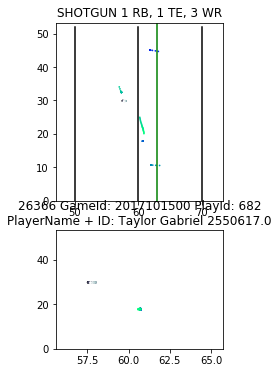 SHOTGUN 1 RB, 1 TE, 3 WR
50
40
30
20
10
0
50 60 70
26306 GameId: 2017101500 PlayId: 682
PlayerName + ID: Taylor Gabriel 2550617.0
40
20
0
57.5 60.0 62.5 65.0